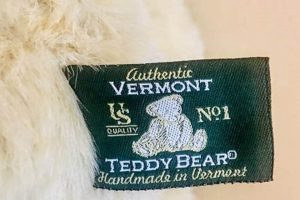 Authentic
VERMONT
US No.1
QUALITY
TEDDY BEAR®
Handmade in Vermont